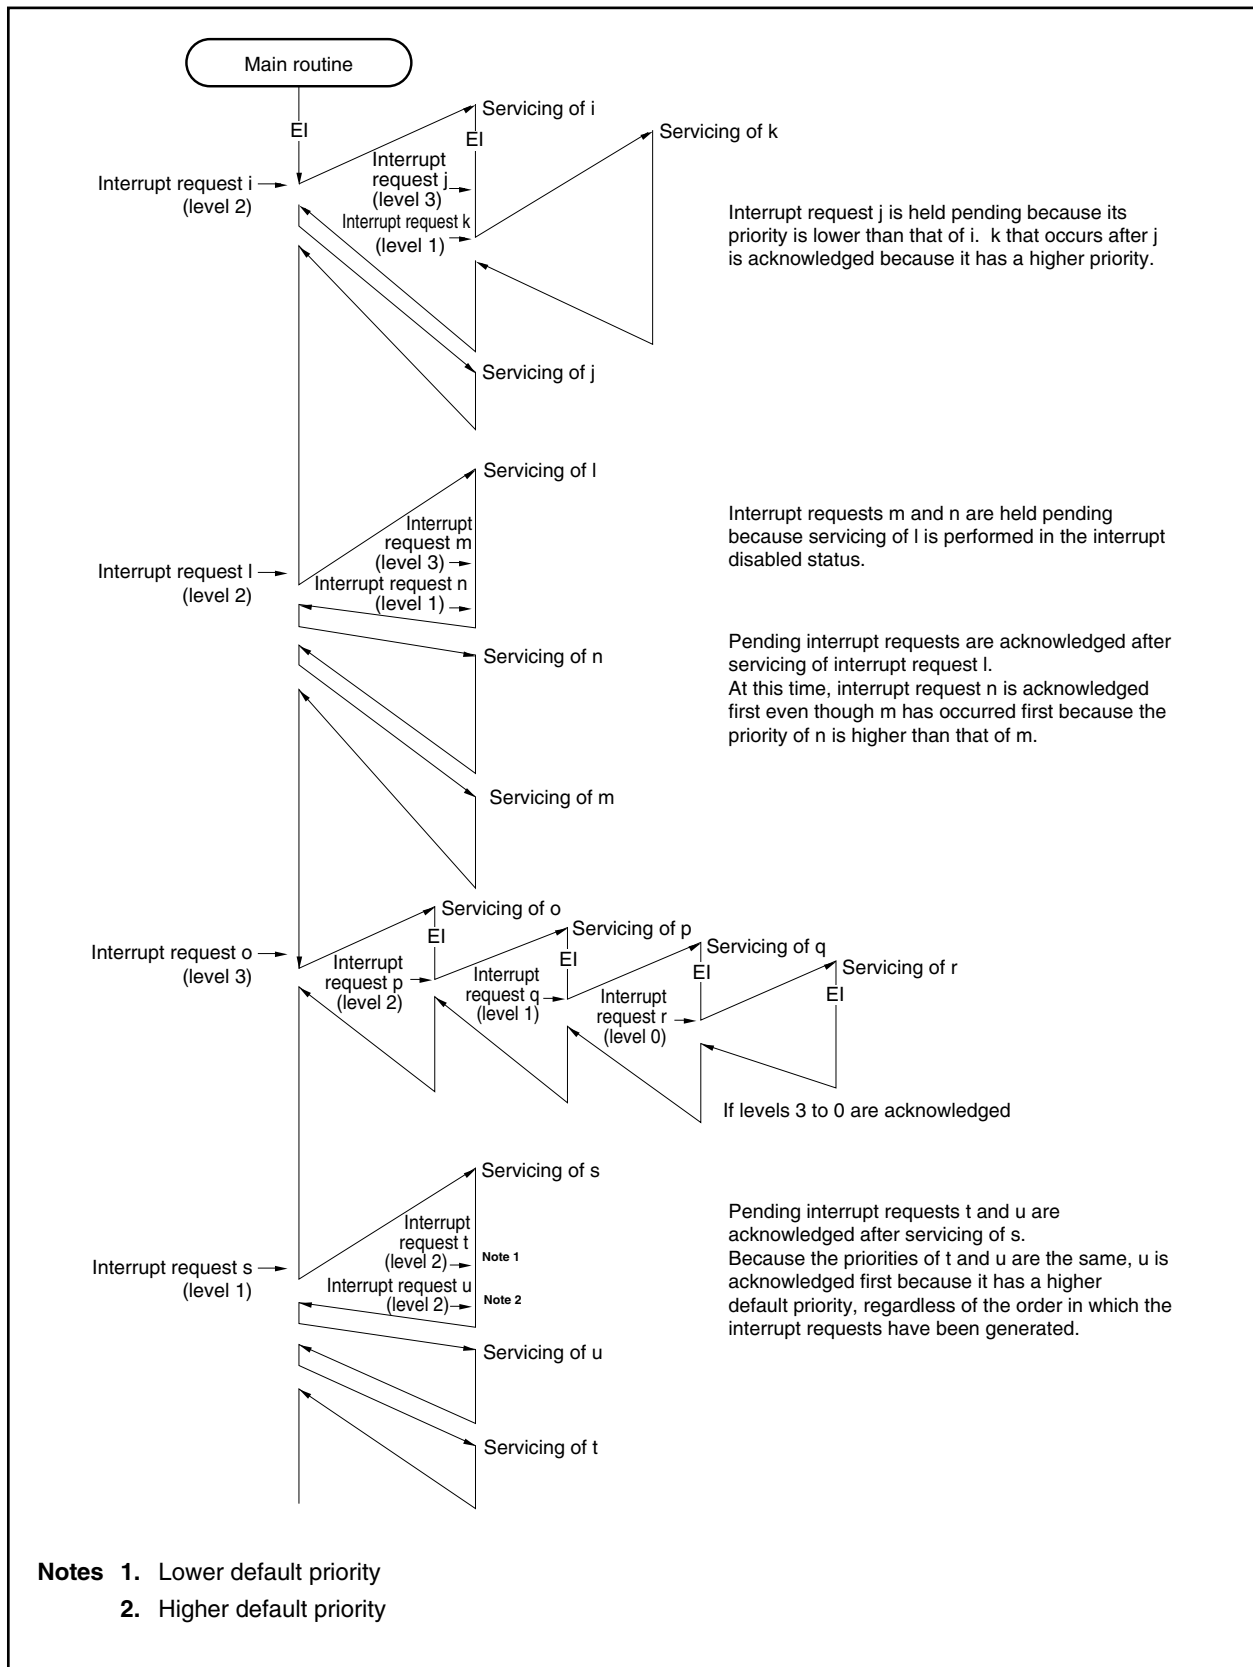 Main routine
EI
Servicing of i
EI
Servicing of k
Interrupt request i
(level 2)
Interrupt
request j
(level 3)
Interrupt request k
(level 1)
Interrupt request j is held pending because its
priority is lower than that of i. k that occurs after j
is acknowledged because it has a higher priority.
Servicing of j
Servicing of l
Interrupt request l
(level 2)
Interrupt
request m
(level 3)
Interrupt request n
(level 1)
Interrupt requests m and n are held pending
because servicing of l is performed in the interrupt
disabled status.
Servicing of n
Pending interrupt requests are acknowledged after
servicing of interrupt request l.
At this time, interrupt request n is acknowledged
first even though m has occurred first because the
priority of n is higher than that of m.
Servicing of m
Interrupt request o
(level 3)
Servicing of o
EI
Interrupt
request p
(level 2)
Servicing of p
EI
Interrupt
request q
(level 1)
Servicing of q
EI
Interrupt
request r
(level 0)
Servicing of r
EI
If levels 3 to 0 are acknowledged
Servicing of s
Interrupt request s
(level 1)
Interrupt
request t
(level 2)
Note 1
Interrupt request u
(level 2)
Note 2
Pending interrupt requests t and u are
acknowledged after servicing of s.
Because the priorities of t and u are the same, u is
acknowledged first because it has a higher
default priority, regardless of the order in which the
interrupt requests have been generated.
Servicing of u
Servicing of t
Notes 1. Lower default priority
2. Higher default priority